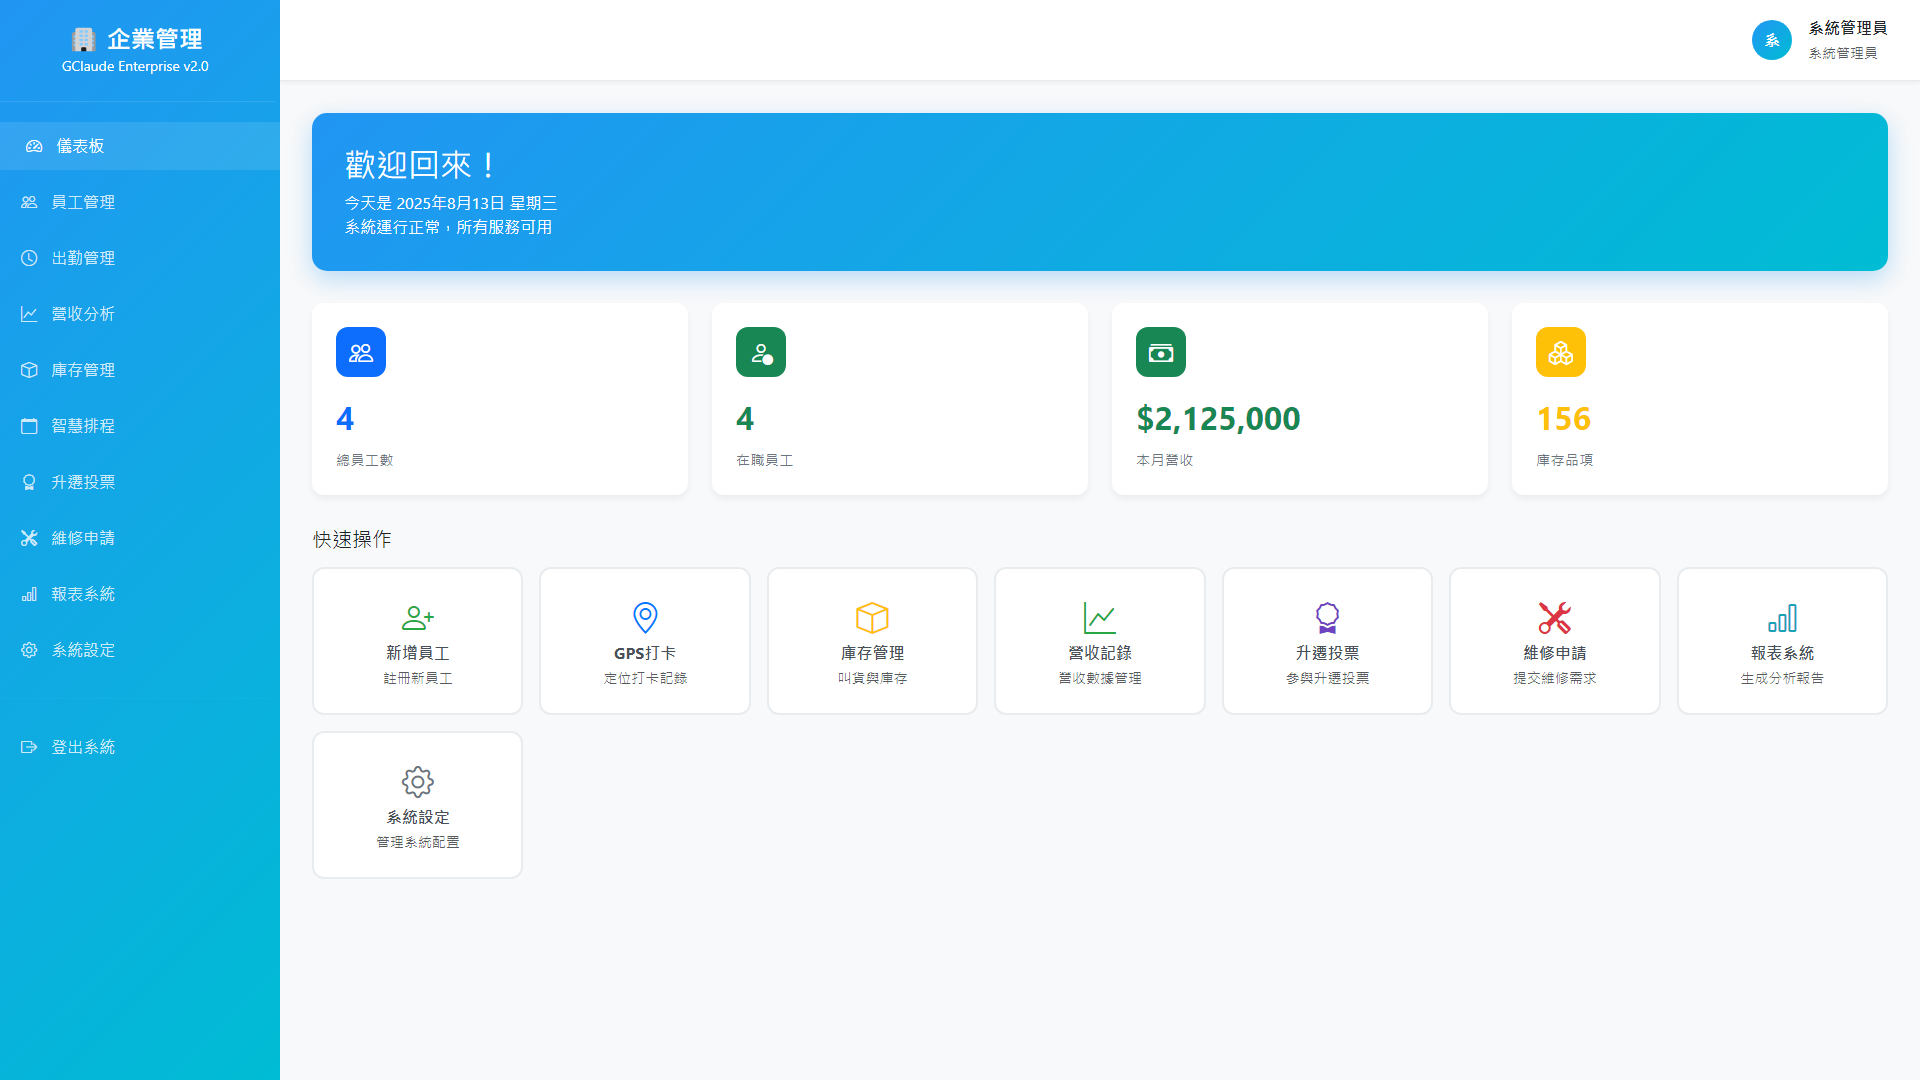 企業管理
GClaude Enterprise v2.0
儀表板
員工管理
出勤管理
營收分析
庫存管理
智慧排程
升遷投票
維修申請
報表系統
系統設定
登出系統
系
系統管理員
系統管理員
歡迎回來！
今天是 2025年8月13日 星期三
系統運行正常，所有服務可用
4
總員工數
4
在職員工
$2,125,000
本月營收
156
庫存品項
快速操作
新增員工
註冊新員工
GPS打卡
定位打卡記錄
庫存管理
叫貨與庫存
營收記錄
營收數據管理
升遷投票
參與升遷投票
維修申請
提交維修需求
報表系統
生成分析報告
系統設定
管理系統配置